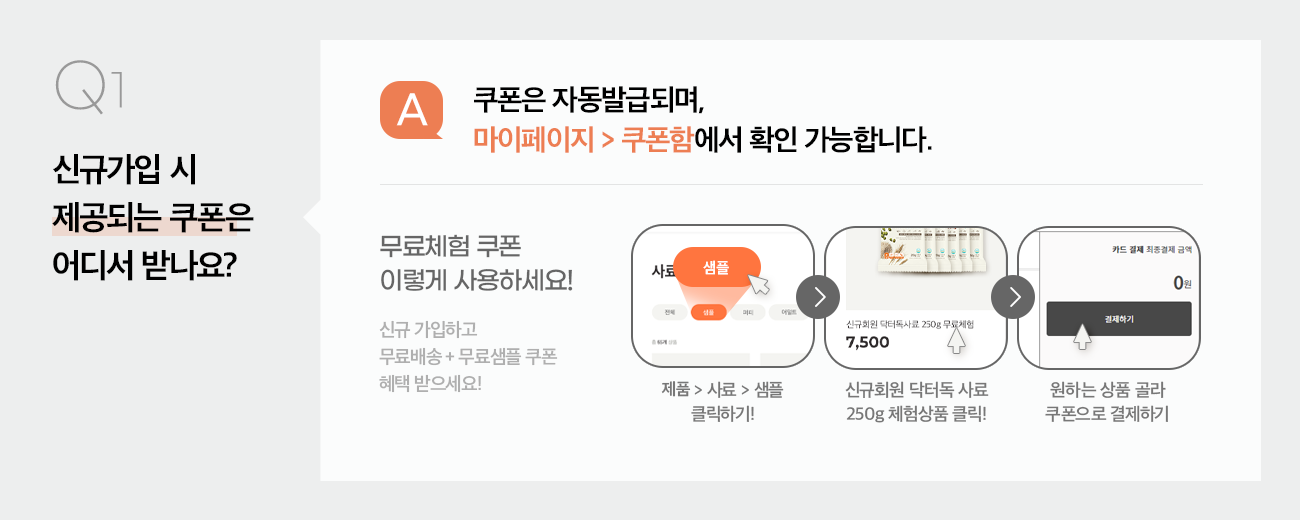 Q1
신규가입 시
제공되는 쿠폰은
어디서 받나요?
A
쿠폰은 자동발급되며,
마이페이지 > 쿠폰함에서 확인 가능합니다.
무료체험 쿠폰
이렇게 사용하세요!
신규 가입하고
무료배송 + 무료샘플 쿠폰
혜택 받으세요!
사료
샘플
전체
샘플
퍼피
어덜트
제품 > 사료 > 샘플
클릭하기!
신규회원 닥터독사료 250g 무료체험
7,500
신규회원 닥터독 사료
250g 체험상품 클릭!
카드 결제 최종결제 금액
0원
결제하기
원하는 상품 골라
쿠폰으로 결제하기